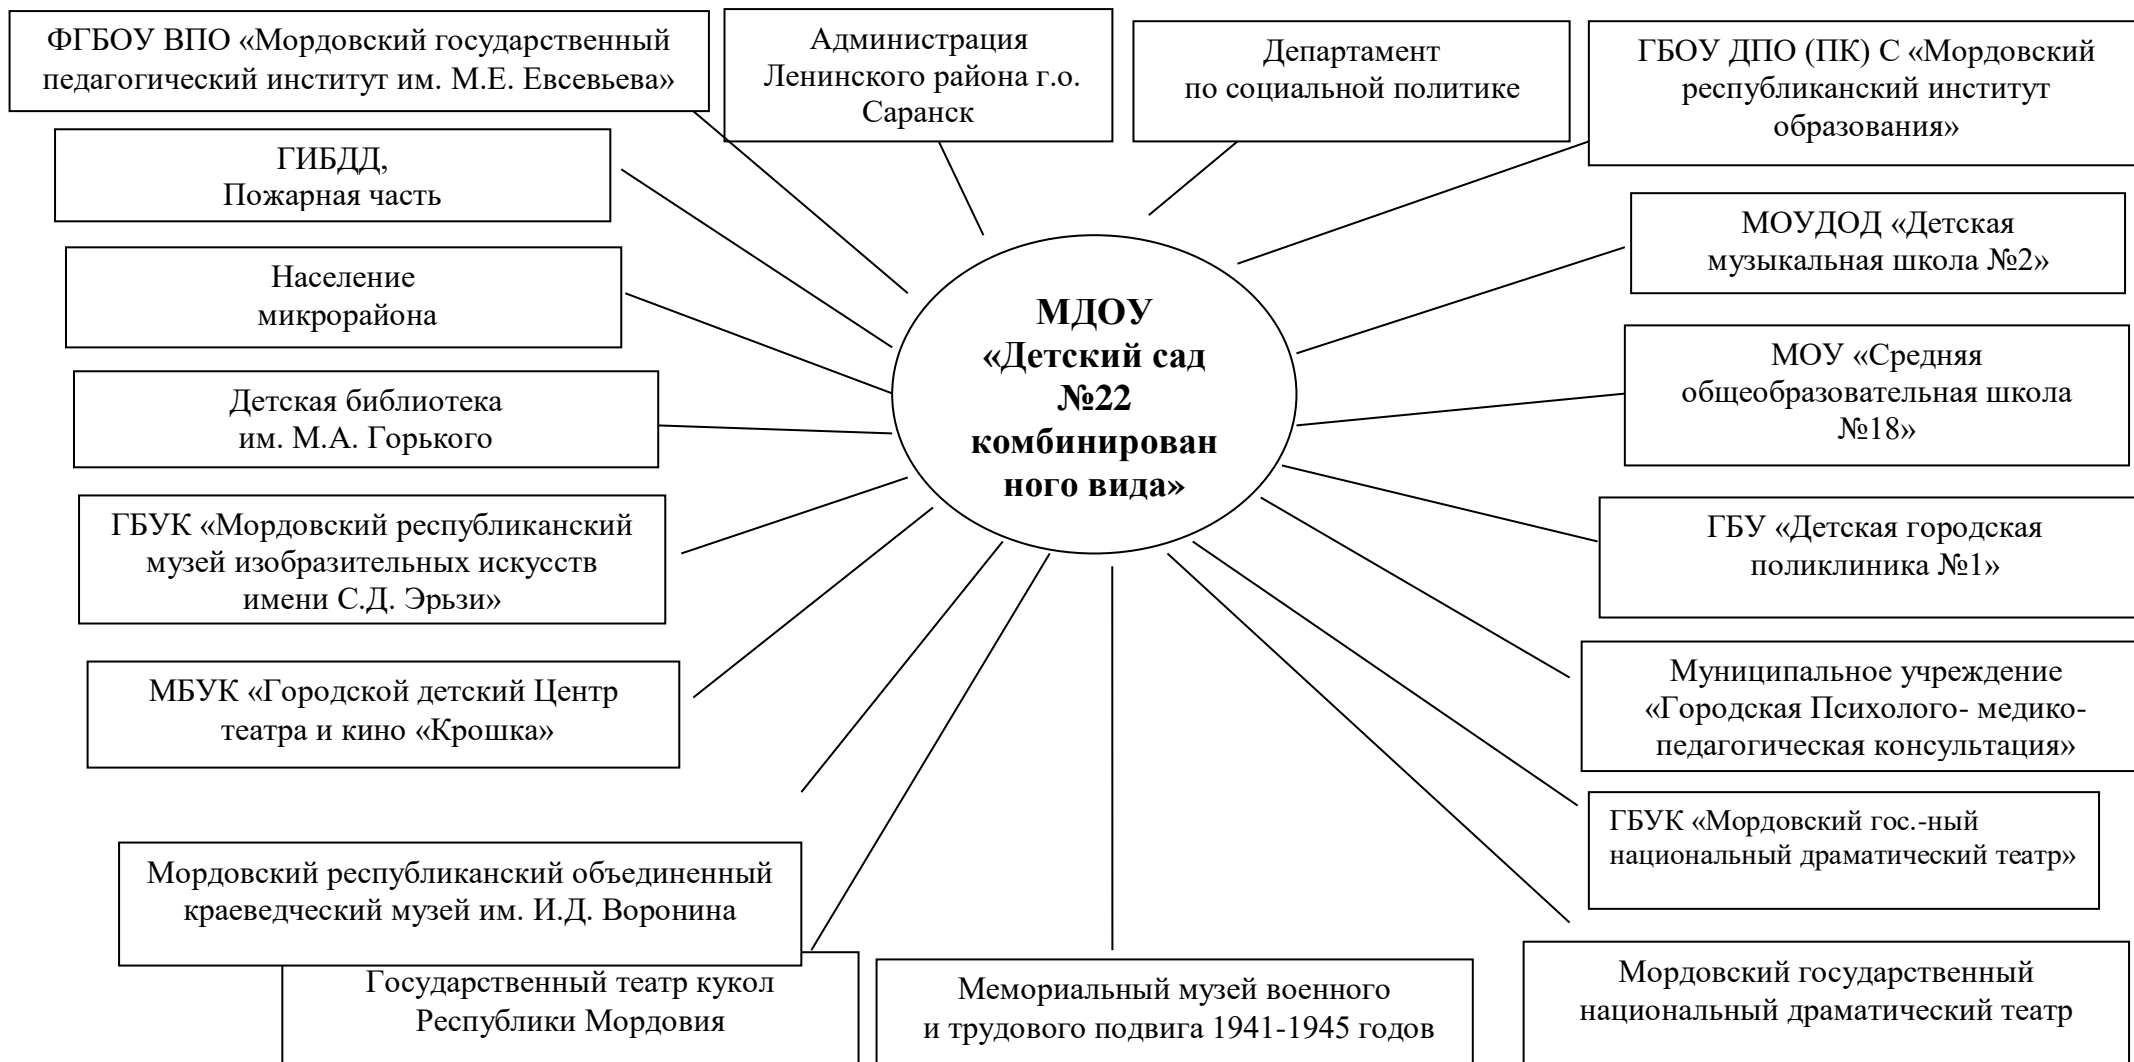 ФГБОУ ВПО «Мордовский государственный
педагогический институт им. М.Е. Евсевьева»
Администрация
Ленинского района г.о.
Саранск
Департамент
по социальной политике
ГБОУ ДПО (ПК) С «Мордовский
республиканский институт
образования»
ГИБДД,
Пожарная часть
МОУДОД «Детская
музыкальная школа №2»
Население
микрорайона
МДОУ
«Детский сад
№22
комбинирован
ного вида»
МОУ «Средняя
общеобразовательная школа
№18»
Детская библиотека
им. М.А. Горького
ГБУК «Мордовский республиканский
музей изобразительных искусств
имени С.Д. Эрьзи»
ГБУ «Детская городская
поликлиника №1»
МБУК «Городской детский Центр
театра и кино «Крошка»
Муниципальное учреждение
«Городская Психолого- медико-
педагогическая консультация»
ГБУК «Мордовский гос.-ный
национальный драматический театр»
Мордовский республиканский объединенный
краеведческий музей им. И.Д. Воронина
Государственный театр кукол
Республики Мордовия
Мемориальный музей военного
и трудового подвига 1941-1945 годов
Мордовский государственный
национальный драматический театр